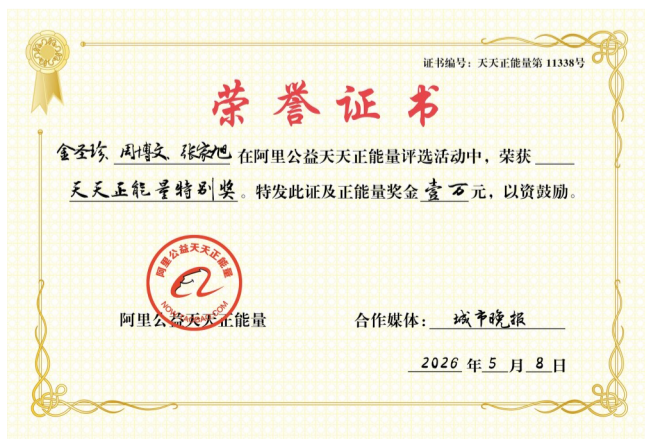 证书编号：天天正能量第 11338号
荣誉证书
金圣珍、周博文、张家旭 在阿里公益天天正能量评选活动中，荣获
天天正能量特别奖。特发此证及正能量奖金 壹万 元，以资鼓励。
阿里公益天天正能量
阿里公益天天正能量 合作媒体：城市晚报
2026 年 5 月 8 日